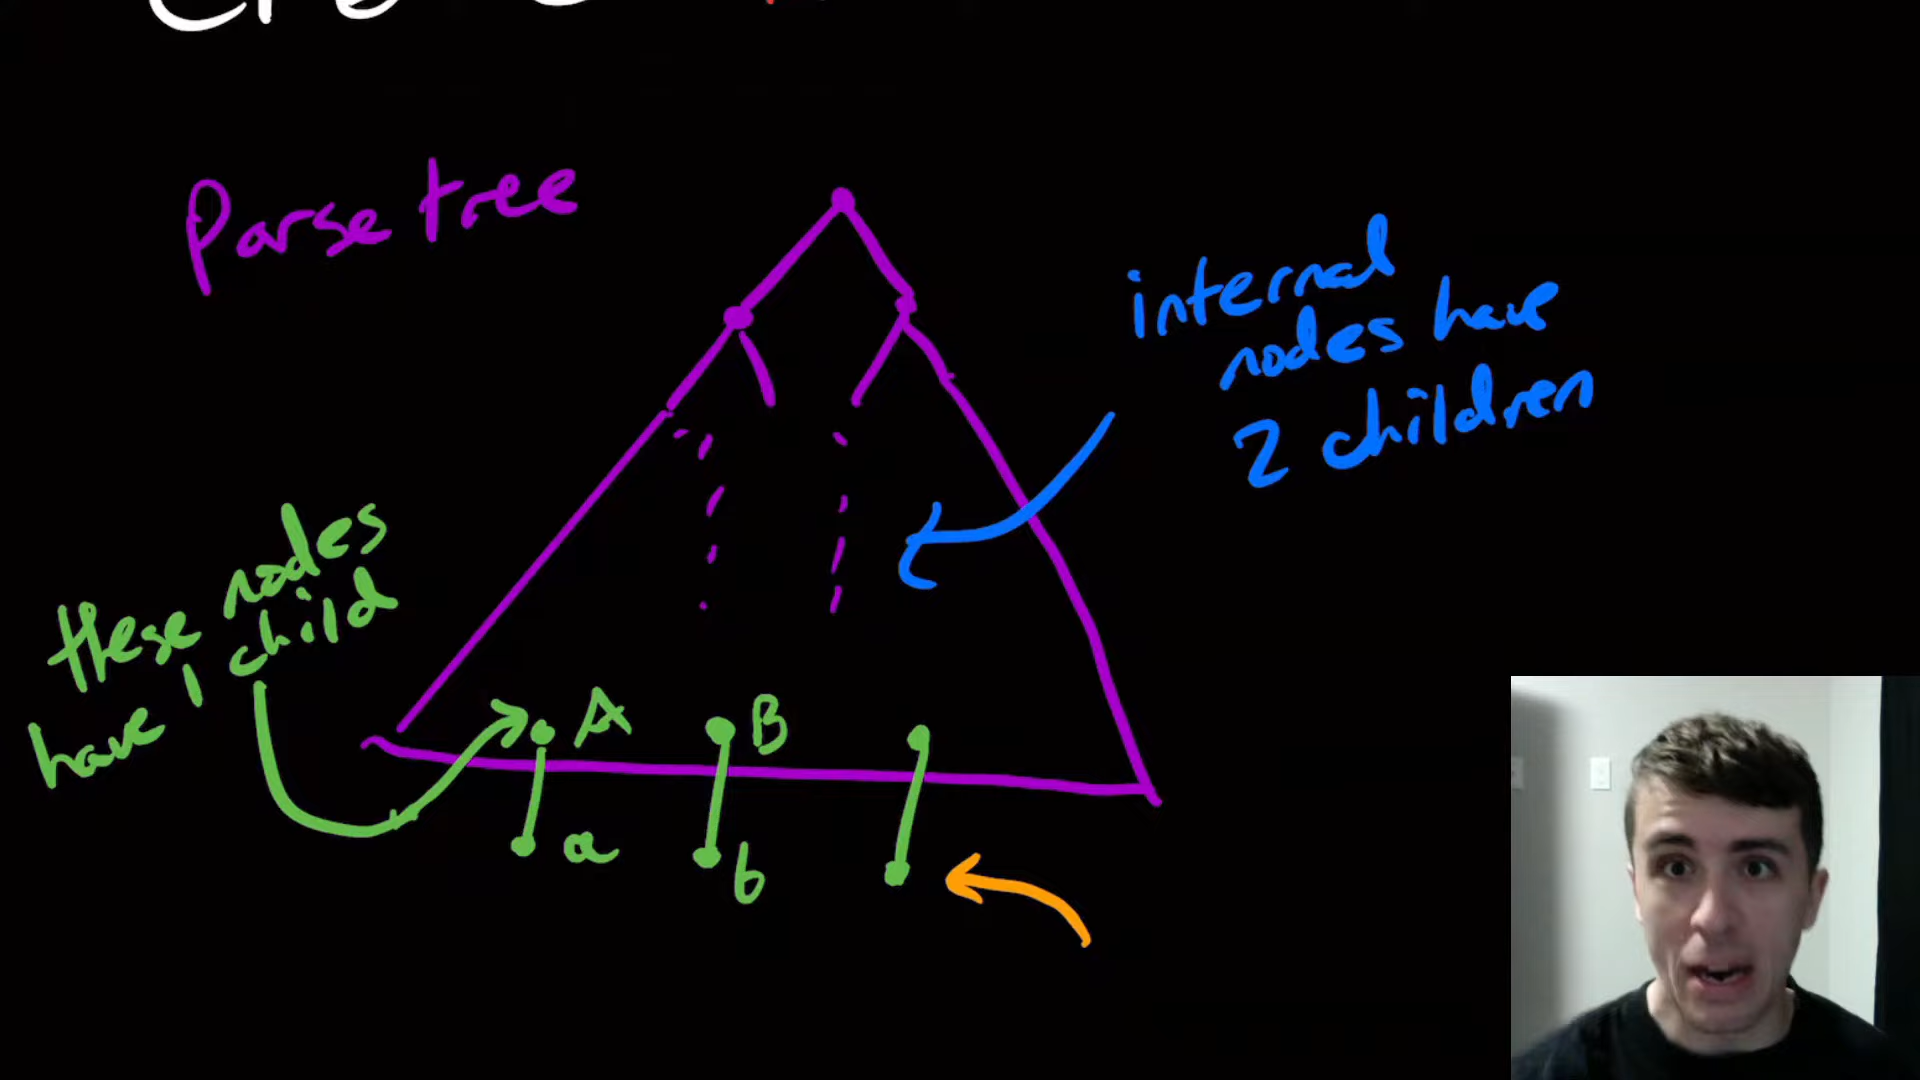 Parse tree
internal
nodes have
2 children
these nodes
have 1 child
A
B
a
b